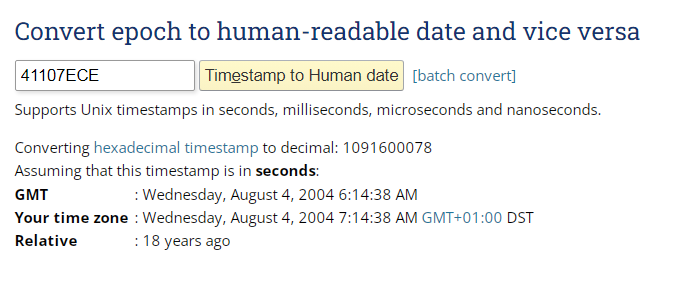 Convert epoch to human-readable date and vice versa
41107ECE Timestamp to Human date [batch convert]
Supports Unix timestamps in seconds, milliseconds, microseconds and nanoseconds.
Converting hexadecimal timestamp to decimal: 1091600078
Assuming that this timestamp is in seconds:
GMT : Wednesday, August 4, 2004 6:14:38 AM
Your time zone : Wednesday, August 4, 2004 7:14:38 AM GMT+01:00 DST
Relative : 18 years ago